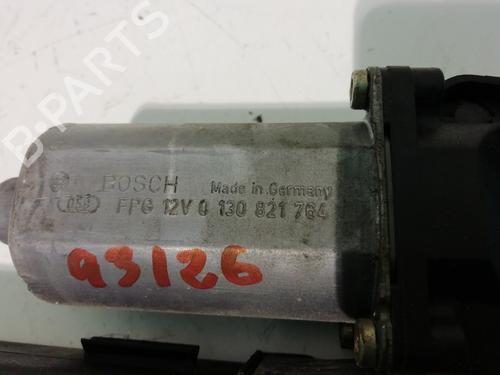 BOSCH Made in Germany
FPG 12V 0 130 821 764
93126
B-PARTS